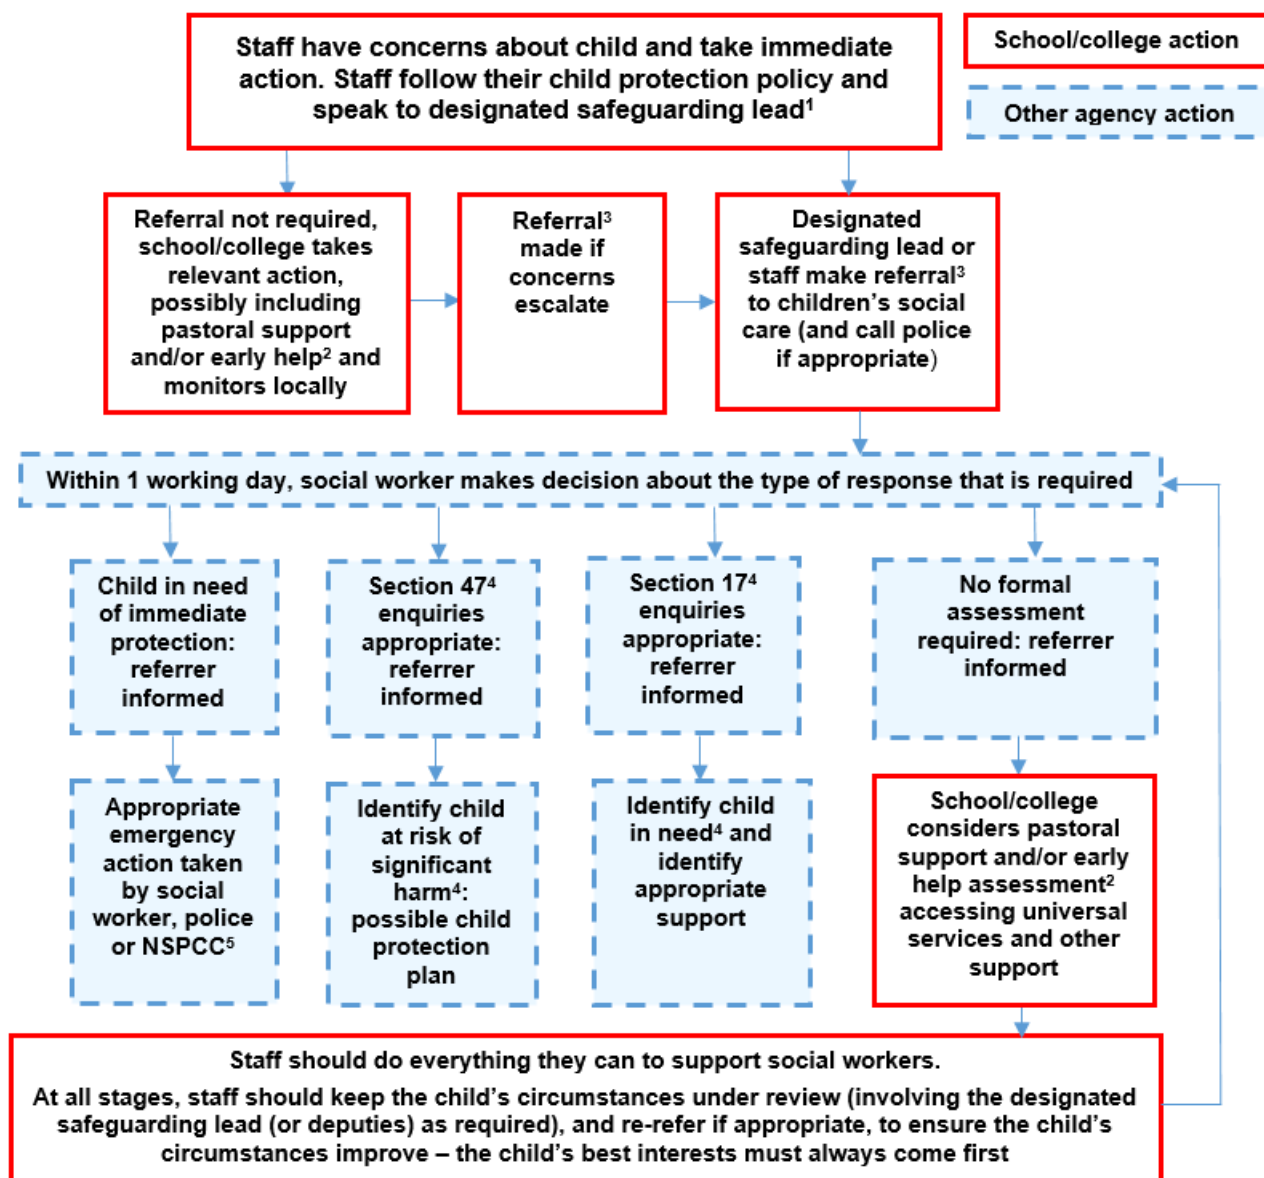 Staff have concerns about child and take immediate
action. Staff follow their child protection policy and
speak to designated safeguarding lead¹
School/college action
Other agency action
Referral not required,
school/college takes
relevant action,
possibly including
pastoral support
and/or early help² and
monitors locally
Referral³
made if
concerns
escalate
Designated
safeguarding lead or
staff make referral³
to children’s social
care (and call police
if appropriate)
Within 1 working day, social worker makes decision about the type of response that is required
Child in need
of immediate
protection:
referrer
informed
Section 47⁴
enquiries
appropriate:
referrer
informed
Section 17⁴
enquiries
appropriate:
referrer
informed
No formal
assessment
required: referrer
informed
Appropriate
emergency
action taken
by social
worker, police
or NSPCC⁵
Identify child
at risk of
significant
harm⁴:
possible child
protection
plan
Identify child
in need⁴ and
identify
appropriate
support
School/college
considers pastoral
support and/or early
help assessment²
accessing universal
services and other
support
Staff should do everything they can to support social workers.
At all stages, staff should keep the child’s circumstances under review (involving the designated
safeguarding lead (or deputies) as required), and re-refer if appropriate, to ensure the child’s
circumstances improve – the child’s best interests must always come first